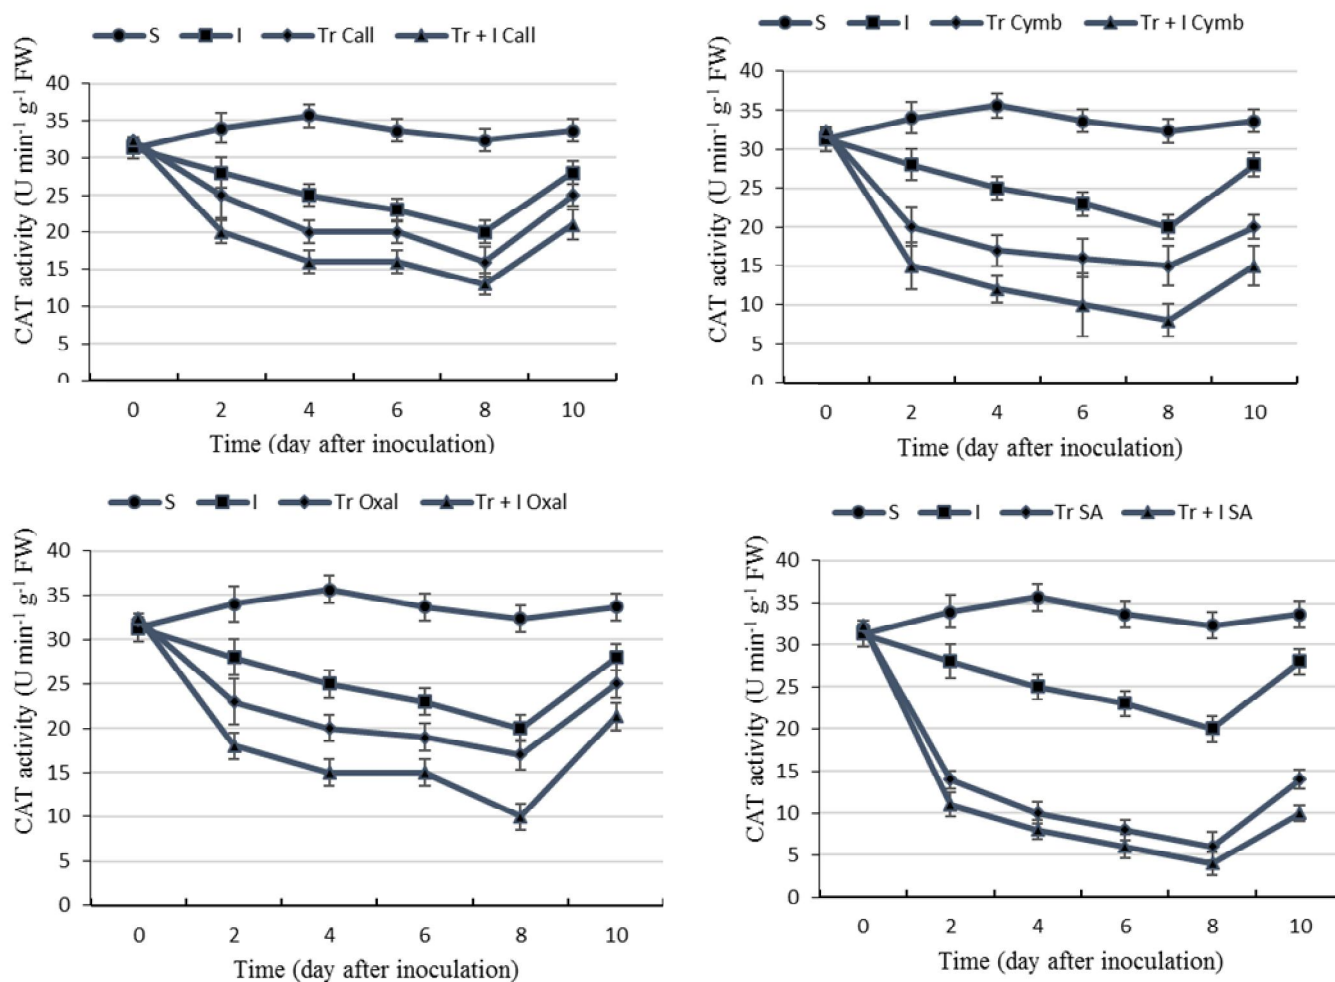 S I Tr Call Tr + I Call
CAT activity (U min⁻¹ g⁻¹ FW)
40
35
30
25
20
15
10
5
0
0 2 4 6 8 10
Time (day after inoculation)
S I Tr Cymb Tr + I Cymb
CAT activity (U min⁻¹ g⁻¹ FW)
40
35
30
25
20
15
10
5
0
0 2 4 6 8 10
Time (day after inoculation)
S I Tr Oxal Tr + I Oxal
CAT activity (U min⁻¹ g⁻¹ FW)
40
35
30
25
20
15
10
5
0
0 2 4 6 8 10
Time (day after inoculation)
S I Tr SA Tr + I SA
CAT activity (U min⁻¹ g⁻¹ FW)
40
35
30
25
20
15
10
5
0
0 2 4 6 8 10
Time (day after inoculation)